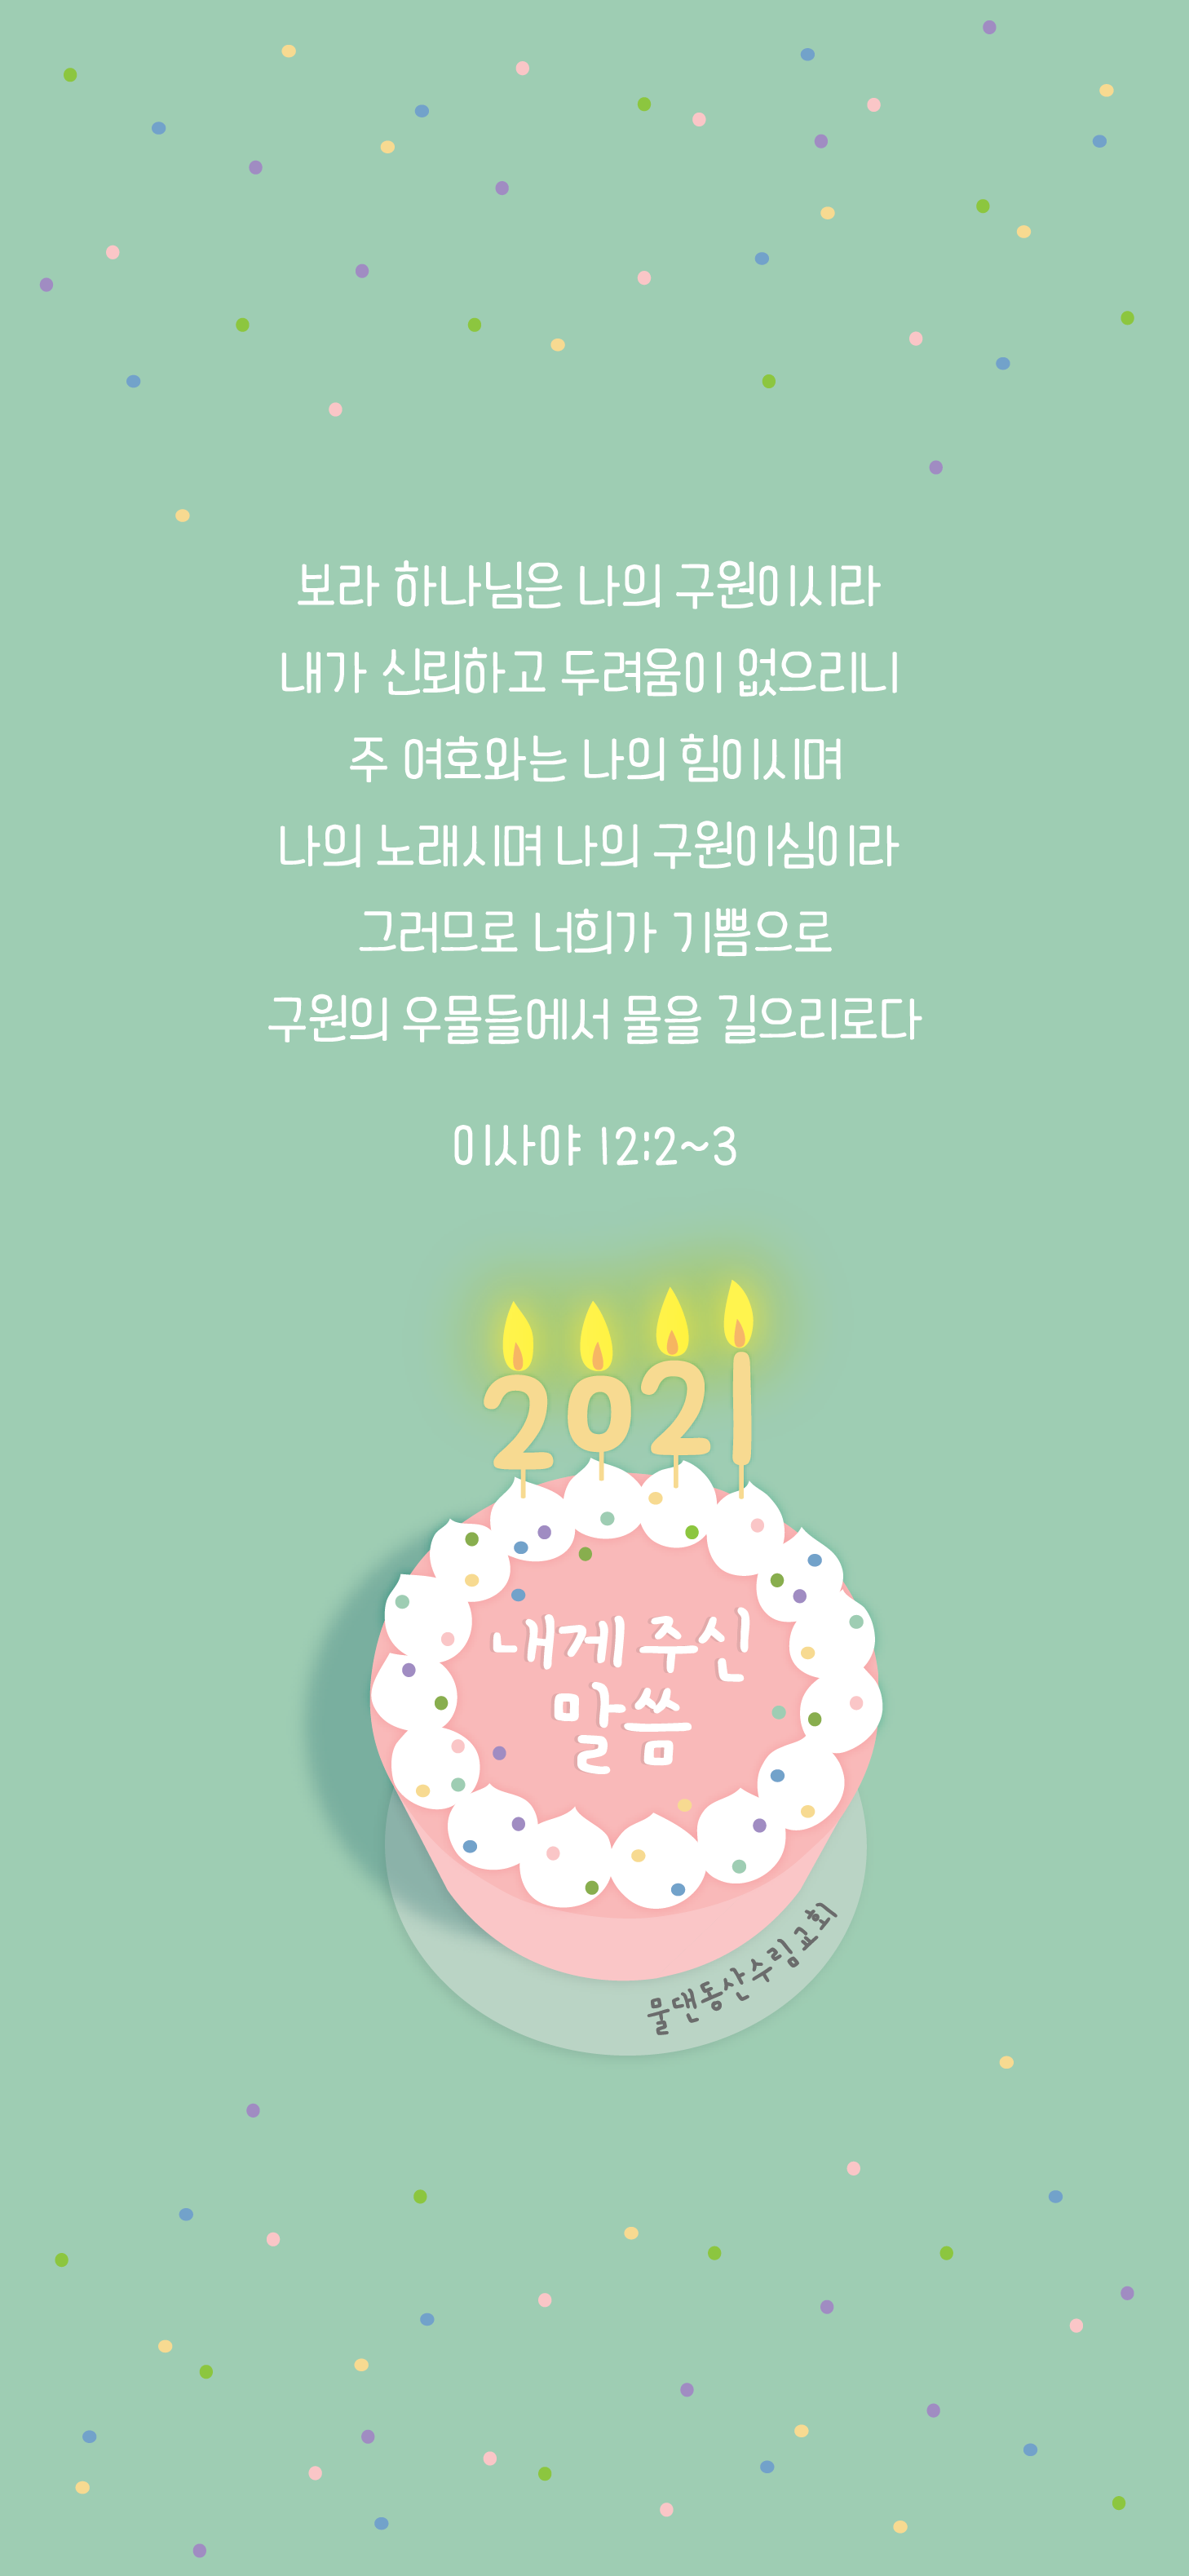 보라 하나님은 나의 구원이시라
내가 신뢰하고 두려움이 없으리니
주 여호와는 나의 힘이시며
나의 노래시며 나의 구원이심이라
그러므로 너희가 기쁨으로
구원의 우물들에서 물을 길으리로다
이사야 12:2~3
2021
내게 주신
말씀
물댄동산수림교회